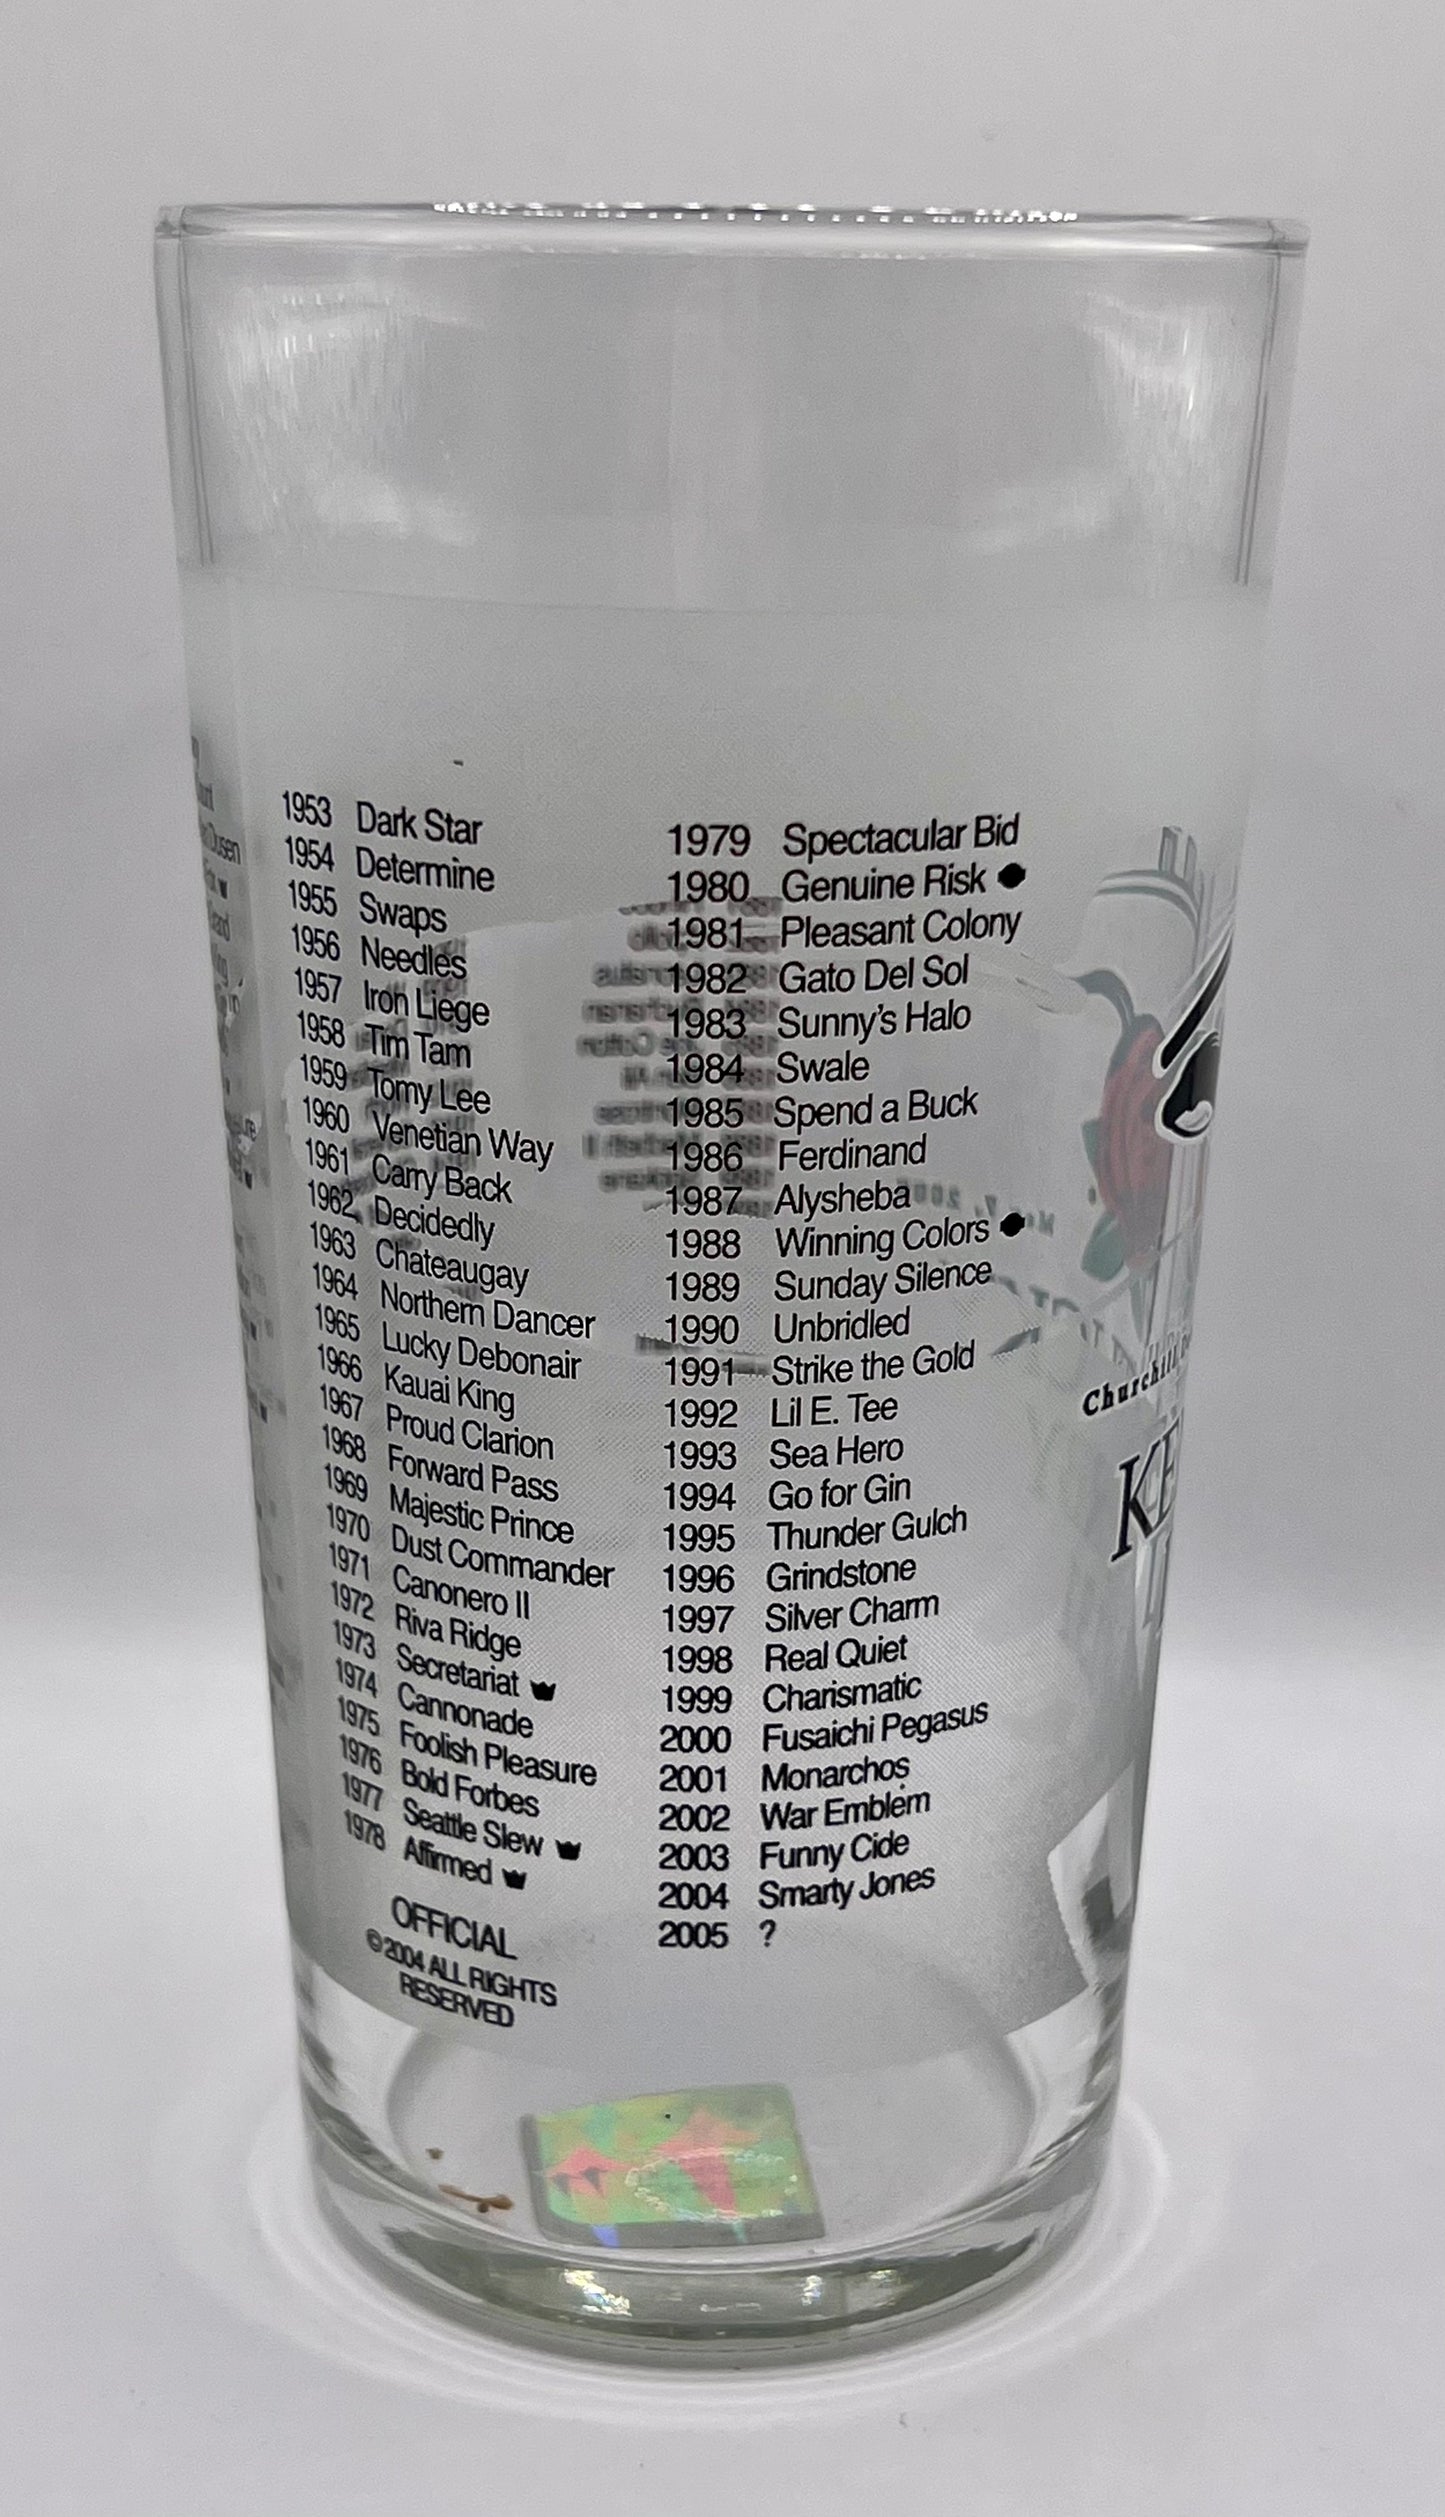 1953 Dark Star
1954 Determine
1955 Swaps
1956 Needles
1957 Iron Liege
1958 Tim Tam
1959 Tomy Lee
1960 Venetian Way
1961 Carry Back
1962 Decidedly
1963 Chateaugay
1964 Northern Dancer
1965 Lucky Debonair
1966 Kauai King
1967 Proud Clarion
1968 Forward Pass
1969 Majestic Prince
1970 Dust Commander
1971 Canonero II
1972 Riva Ridge
1973 Secretariat
1974 Cannonade
1975 Foolish Pleasure
1976 Bold Forbes
1977 Seattle Slew
1978 Affirmed
OFFICIAL
©2004 ALL RIGHTS
RESERVED
1979 Spectacular Bid
1980 Genuine Risk
1981 Pleasant Colony
1982 Gato Del Sol
1983 Sunny's Halo
1984 Swale
1985 Spend a Buck
1986 Ferdinand
1987 Alysheba
1988 Winning Colors
1989 Sunday Silence
1990 Unbridled
1991 Strike the Gold
1992 Lil E. Tee
1993 Sea Hero
1994 Go for Gin
1995 Thunder Gulch
1996 Grindstone
1997 Silver Charm
1998 Real Quiet
1999 Charismatic
2000 Fusaichi Pegasus
2001 Monarchos
2002 War Emblem
2003 Funny Cide
2004 Smarty Jones
2005 ?
Churchill
KE